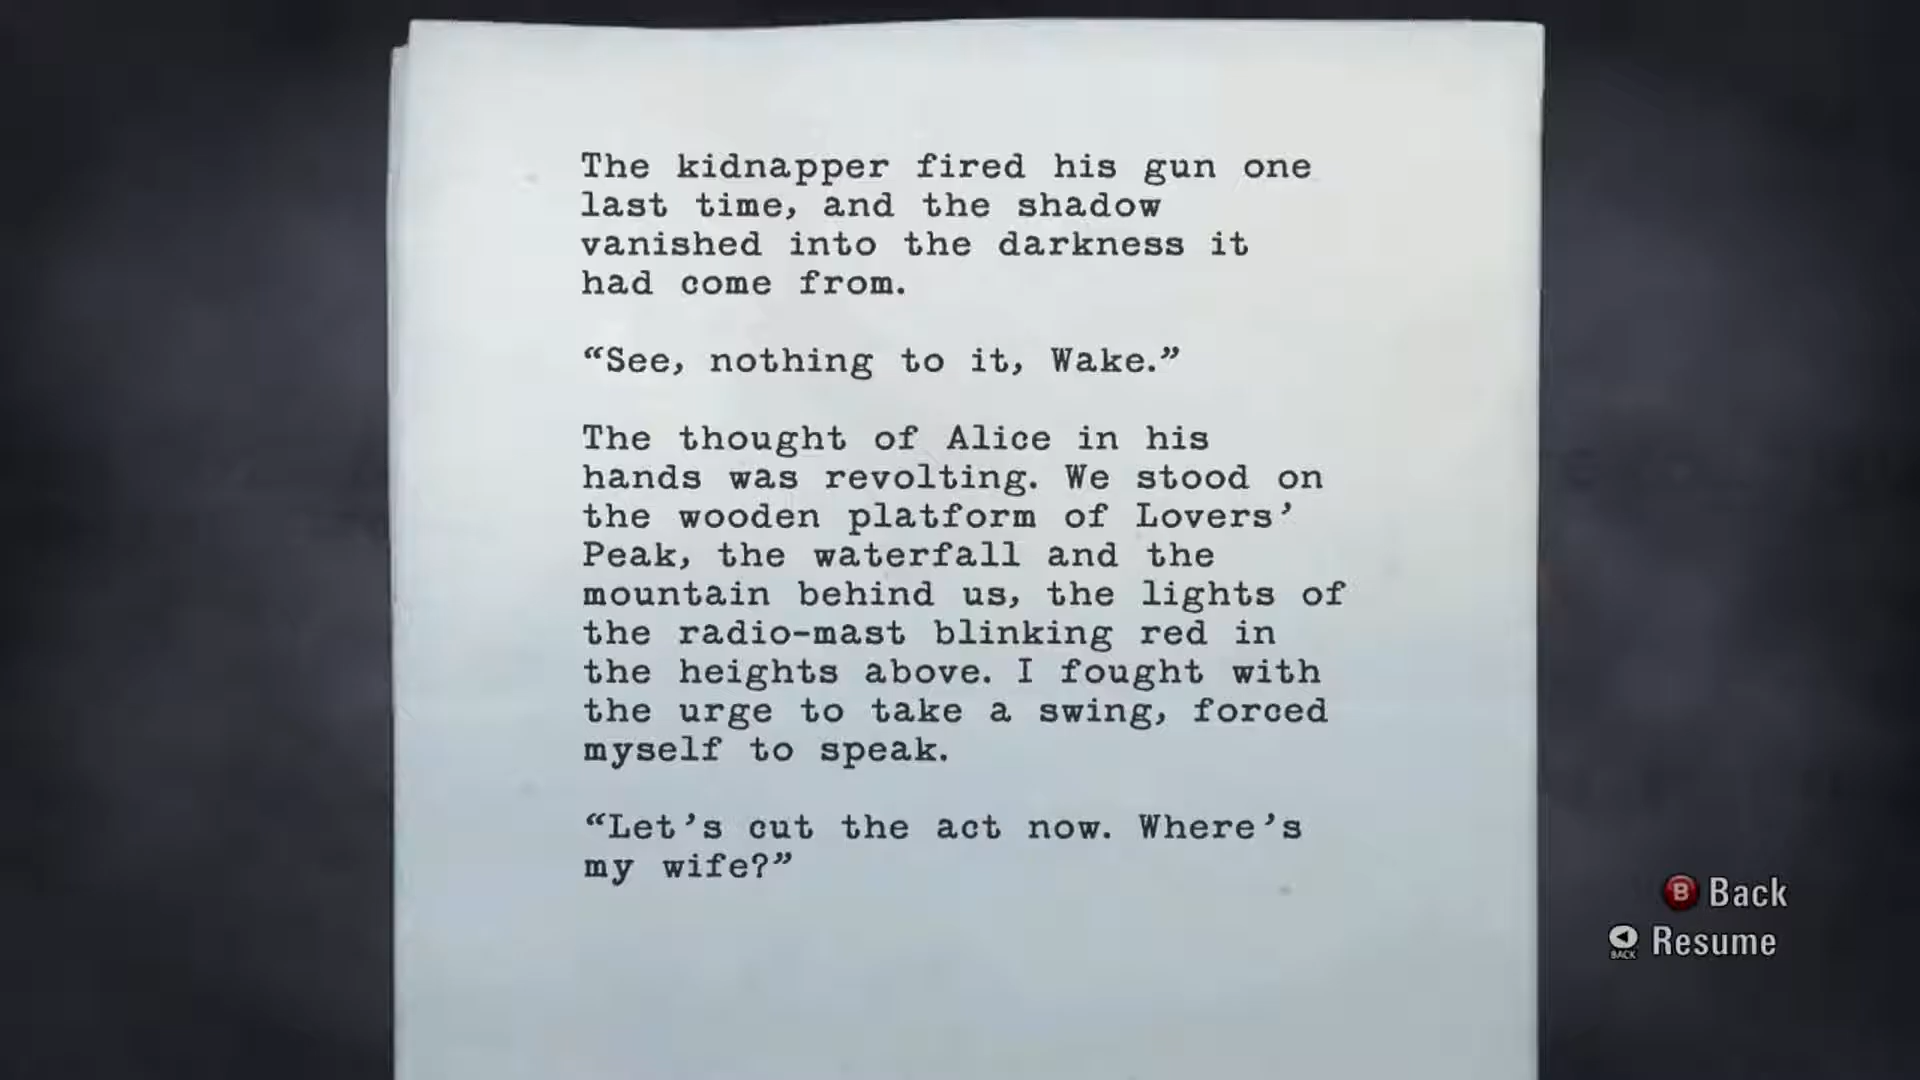 The kidnapper fired his gun one
last time, and the shadow
vanished into the darkness it
had come from.
“See, nothing to it, Wake.”
The thought of Alice in his
hands was revolting. We stood on
the wooden platform of Lovers’
Peak, the waterfall and the
mountain behind us, the lights of
the radio-mast blinking red in
the heights above. I fought with
the urge to take a swing, forced
myself to speak.
“Let’s cut the act now. Where’s
my wife?”
B Back
BACK Resume